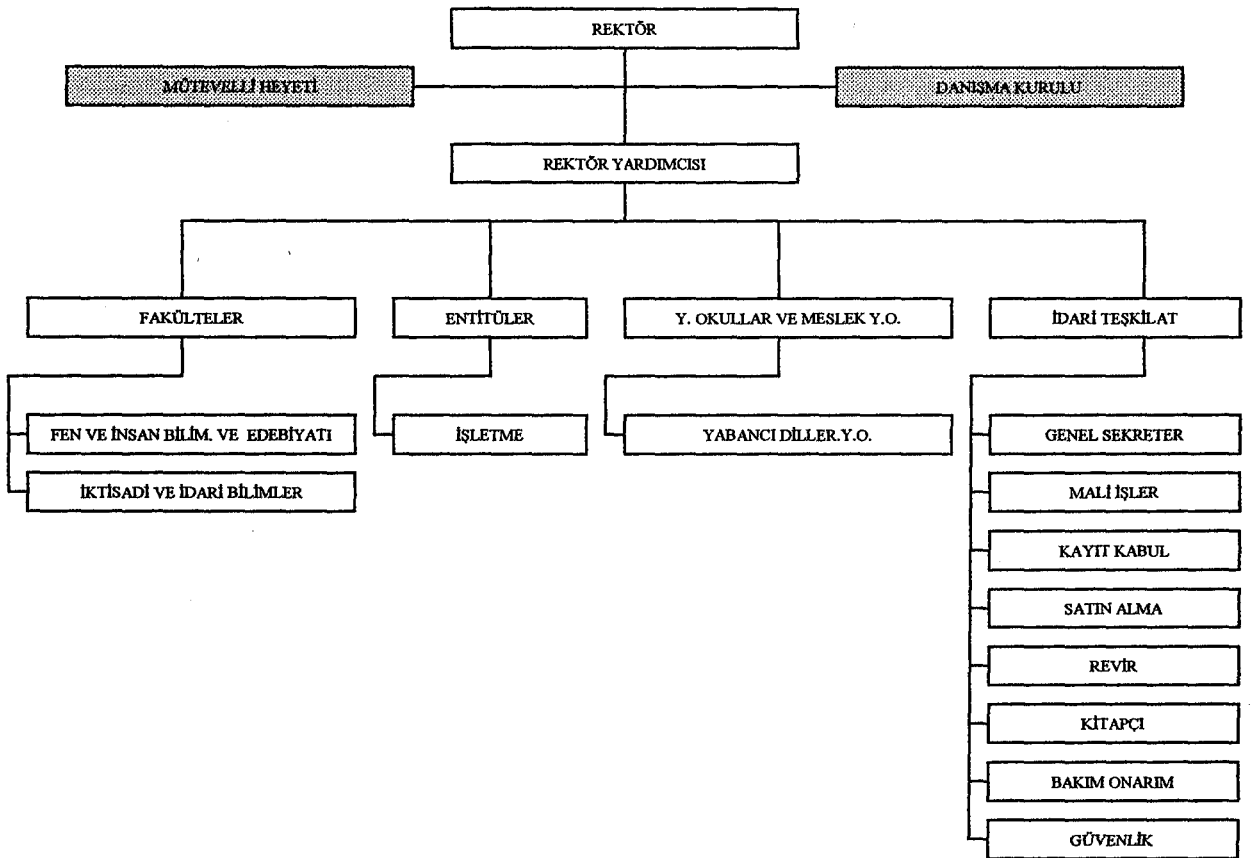 REKTÖR
MÜTEVELLİ HEYETİ
DANIŞMA KURULU
REKTÖR YARDIMCISI
FAKÜLTELER
ENTİTÜLER
Y. OKULLAR VE MESLEK Y.O.
İDARİ TEŞKİLAT
FEN VE İNSAN BİLİM. VE EDEBİYATI
İŞLETME
YABANCI DİLLER.Y.O.
GENEL SEKRETER
İKTİSADİ VE İDARİ BİLİMLER
MALİ İŞLER
KAYIT KABUL
SATIN ALMA
REVİR
KİTAPÇI
BAKIM ONARIM
GÜVENLİK